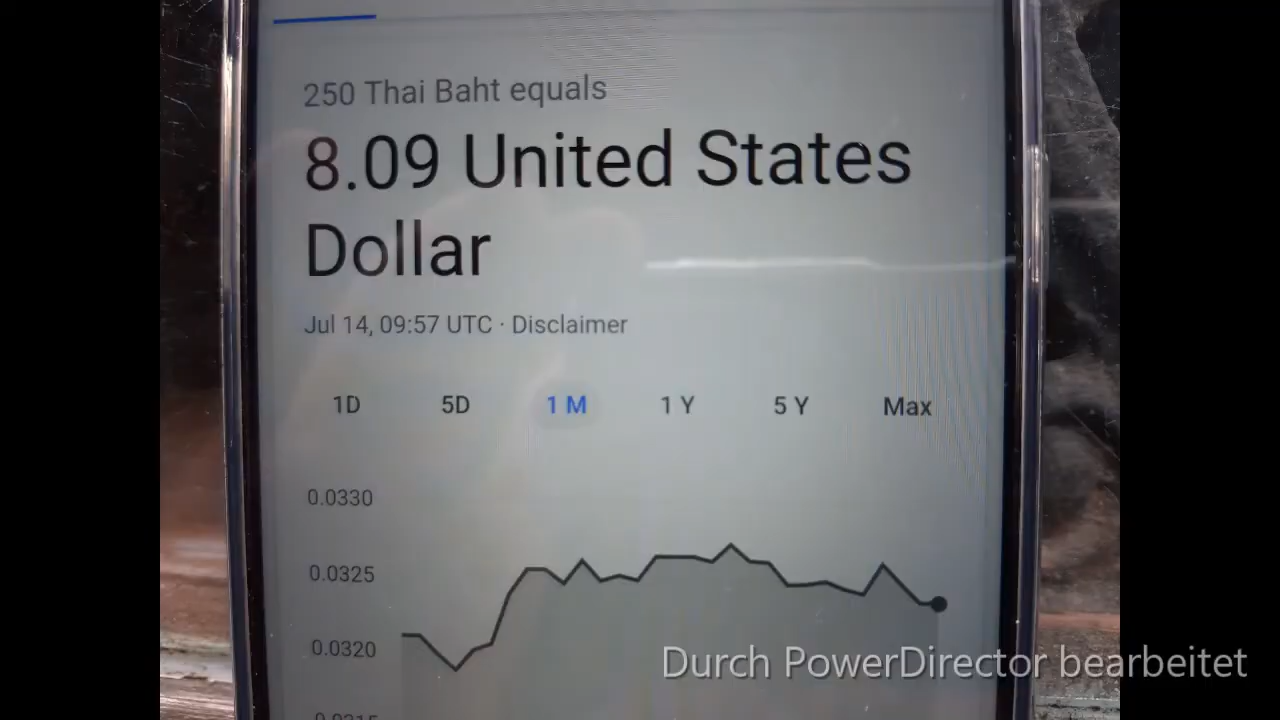 250 Thai Baht equals
8.09 United States
Dollar
Jul 14, 09:57 UTC · Disclaimer
1D 5D 1 M 1 Y 5 Y Max
0.0330
0.0325
0.0320
Durch PowerDirector bearbeitet